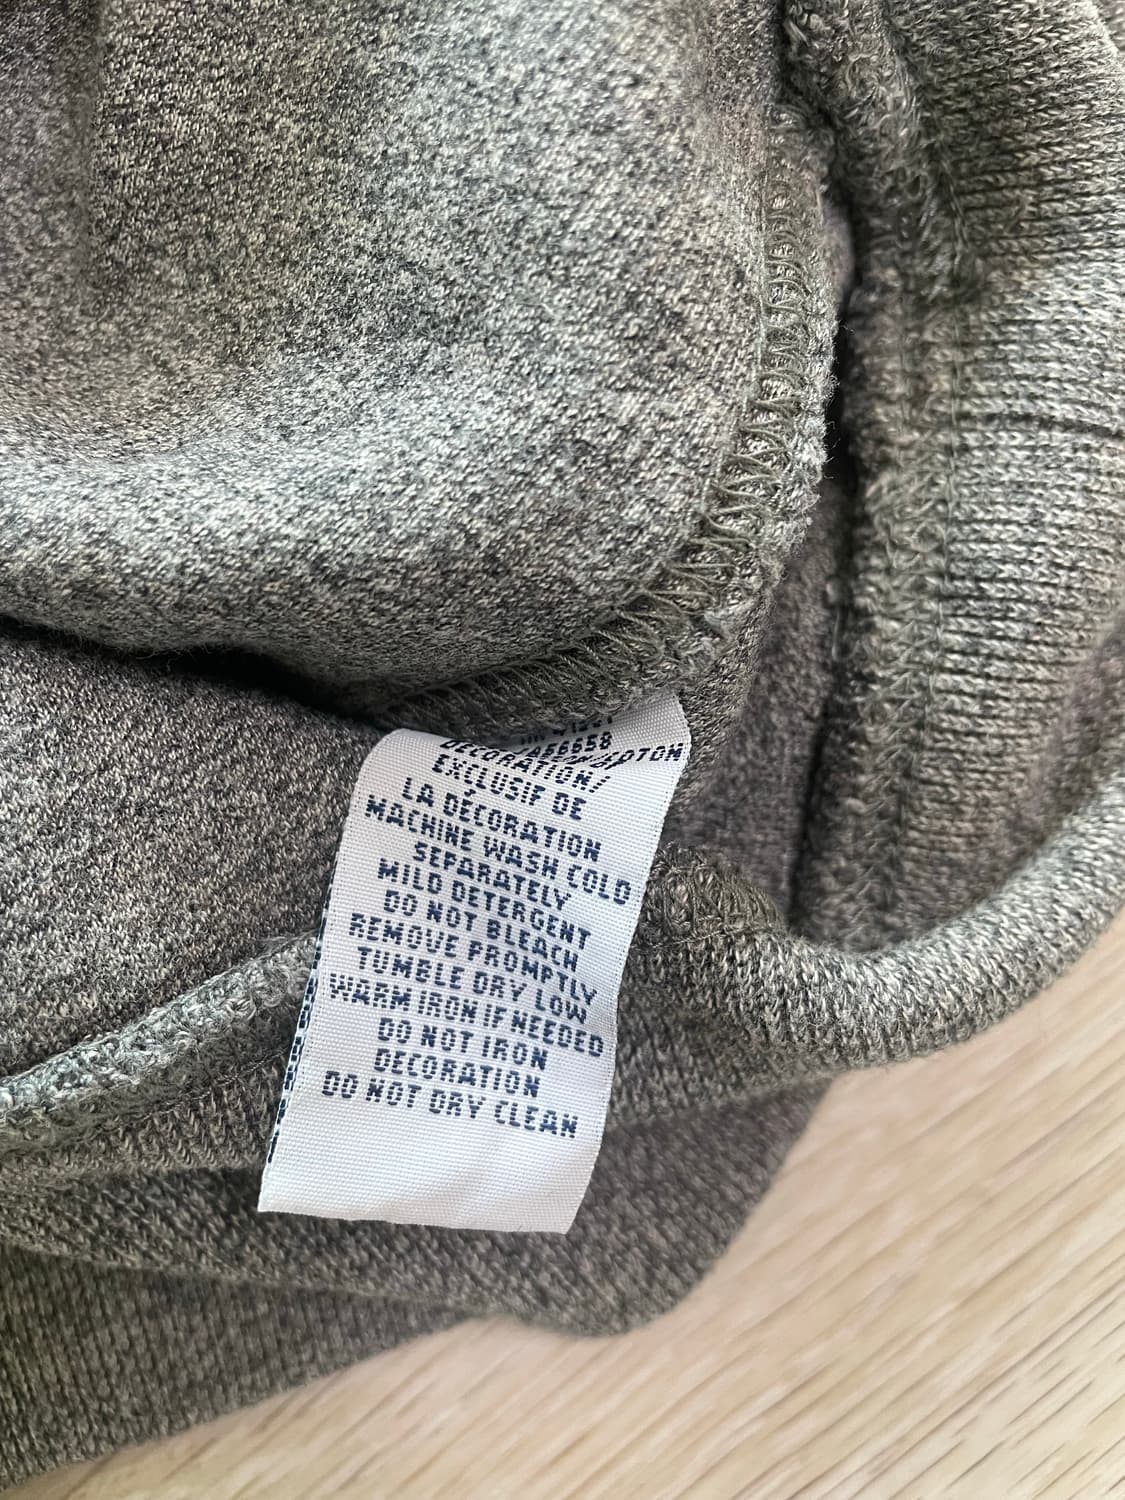 DECORATION/
EXCLUSIF DE
LA DÉCORATION
MACHINE WASH COLD
SEPARATELY
MILD DETERGENT
DO NOT BLEACH
REMOVE PROMPTLY
TUMBLE DRY LOW
WARM IRON IF NEEDED
DO NOT IRON
DECORATION
DO NOT DRY CLEAN